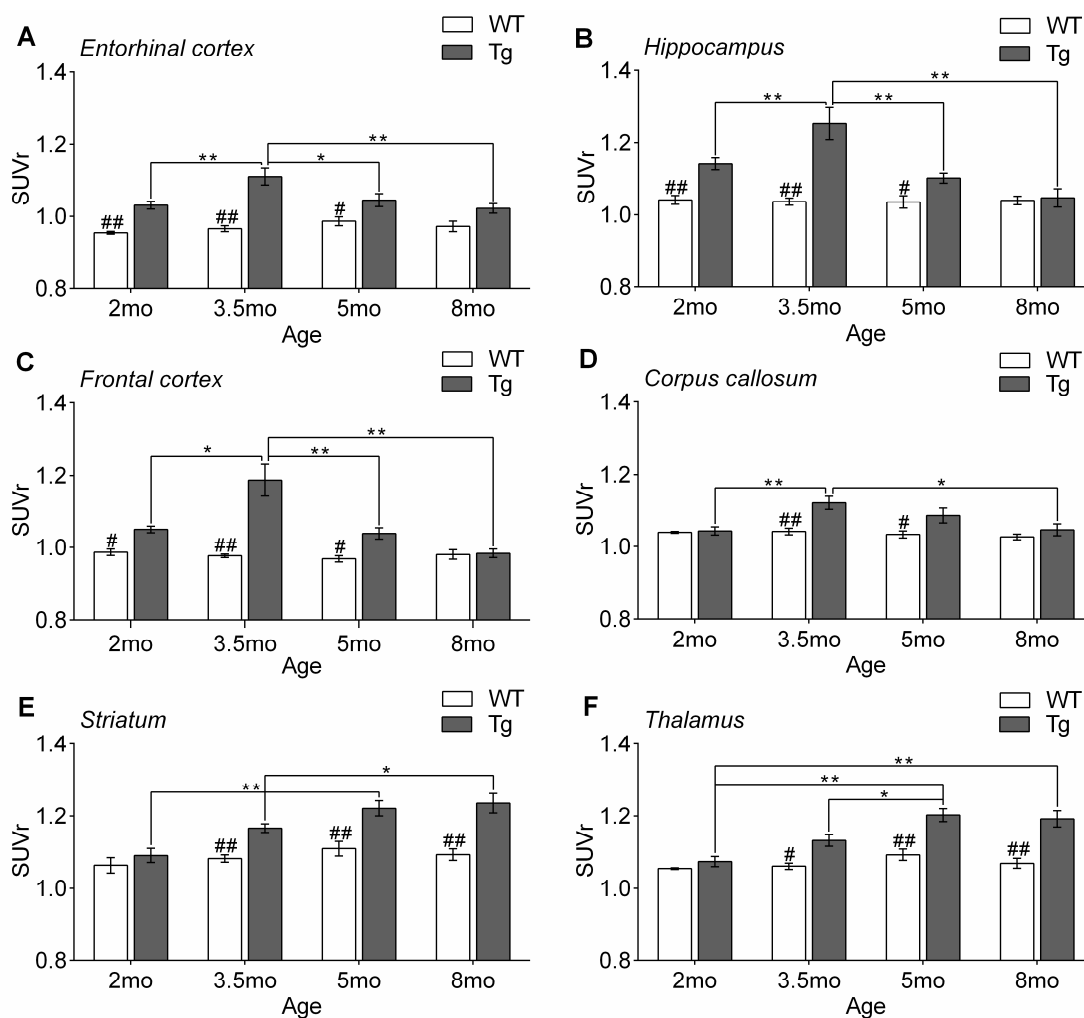 A
Entorhinal cortex
WT
Tg
SUVr
1.4
1.2
1.0
0.8
**
*
**
##
##
#
2mo
3.5mo
5mo
8mo
Age
B
Hippocampus
WT
Tg
SUVr
1.4
1.2
1.0
0.8
**
**
**
##
##
#
2mo
3.5mo
5mo
8mo
Age
C
Frontal cortex
WT
Tg
SUVr
1.4
1.2
1.0
0.8
*
**
**
#
##
#
2mo
3.5mo
5mo
8mo
Age
D
Corpus callosum
WT
Tg
SUVr
1.4
1.2
1.0
0.8
**
*
##
#
2mo
3.5mo
5mo
8mo
Age
E
Striatum
WT
Tg
SUVr
1.4
1.2
1.0
0.8
**
*
##
##
##
2mo
3.5mo
5mo
8mo
Age
F
Thalamus
WT
Tg
SUVr
1.4
1.2
1.0
0.8
**
**
*
#
##
##
2mo
3.5mo
5mo
8mo
Age